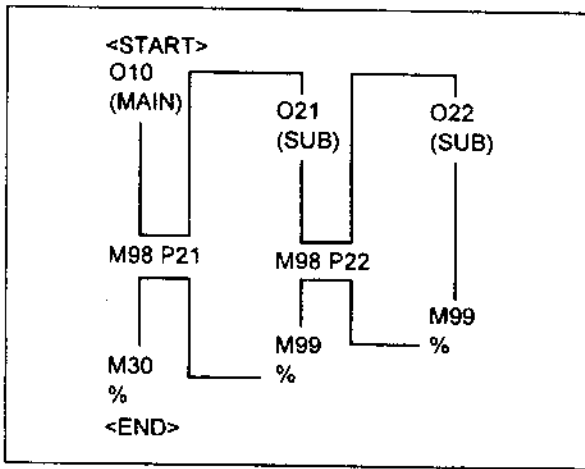 <START>
O10
(MAIN)
M98 P21
M30
%
<END>
O21
(SUB)
M98 P22
M99
%
O22
(SUB)
M99
%